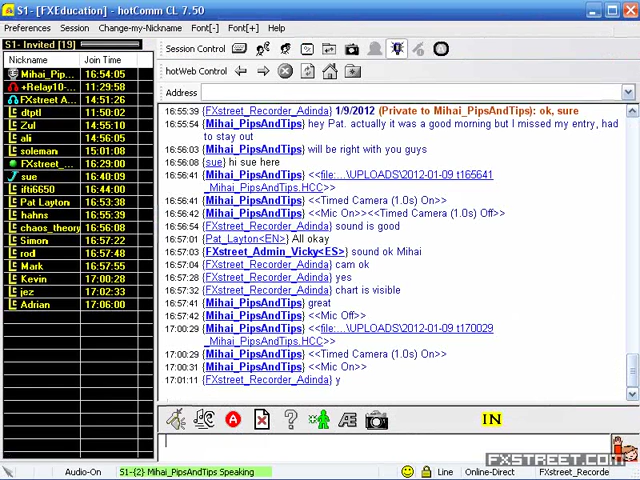 S1- [FXEducation] - hotComm CL 7.50
Preferences Session Change-my-Nickname Font[-] Font[+] Help
S1- Invited [19]
Session Control
Nickname Join Time
hotWeb Control
Address
Mihai_Pip... 16:54:05
+Relay10-... 11:29:58
FXstreet A... 14:51:26
dtptl 11:50:02
Zul 14:55:10
ali 14:56:05
soleman 15:01:08
FXstreet_... 16:29:00
sue 16:40:09
ifti6650 16:44:00
Pat Layton 16:53:38
hahns 16:55:39
chaos_theory 16:56:08
Simon 16:57:22
rod 16:57:48
Mark 16:57:55
Kevin 17:00:28
jez 17:02:33
Adrian 17:06:00
16:55:39 {FXstreet_Recorder_Adinda} 1/9/2012 (Private to Mihai_PipsAndTips): ok, sure
16:55:54 {Mihai_PipsAndTips} hey Pat. actually it was a good morning but I missed my entry, had
to stay out
16:56:03 {Mihai_PipsAndTips} will be right with you guys
16:56:08 {sue} hi sue here
16:56:41 {Mihai_PipsAndTips} <<file:...\UPLOADS\2012-01-09 t165641
_Mihai_PipsAndTips.HCC>>
16:56:41 {Mihai_PipsAndTips} <<Timed Camera (1.0s) On>>
16:56:42 {Mihai_PipsAndTips} <<Mic On>><<Timed Camera (1.0s) Off>>
16:56:54 {FXstreet_Recorder_Adinda} sound is good
16:57:01 {Pat_Layton<EN>} All okay
16:57:03 {FXstreet_Admin_Vicky<ES>} sound ok Mihai
16:57:04 {FXstreet_Recorder_Adinda} cam ok
16:57:28 {FXstreet_Recorder_Adinda} yes
16:57:32 {FXstreet_Recorder_Adinda} chart is visible
16:57:41 {Mihai_PipsAndTips} great
16:57:41 {Mihai_PipsAndTips} <<Mic Off>>
17:00:29 {Mihai_PipsAndTips} <<file:...\UPLOADS\2012-01-09 t170029
_Mihai_PipsAndTips.HCC>>
17:00:29 {Mihai_PipsAndTips} <<Timed Camera (1.0s) On>>
17:00:31 {Mihai_PipsAndTips} <<Mic On>>
17:01:11 {FXstreet_Recorder_Adinda} y
IN
FXSTREET.COM
Audio-On S1-{2} Mihai_PipsAndTips Speaking Line Online-Direct FXstreet_Recorde